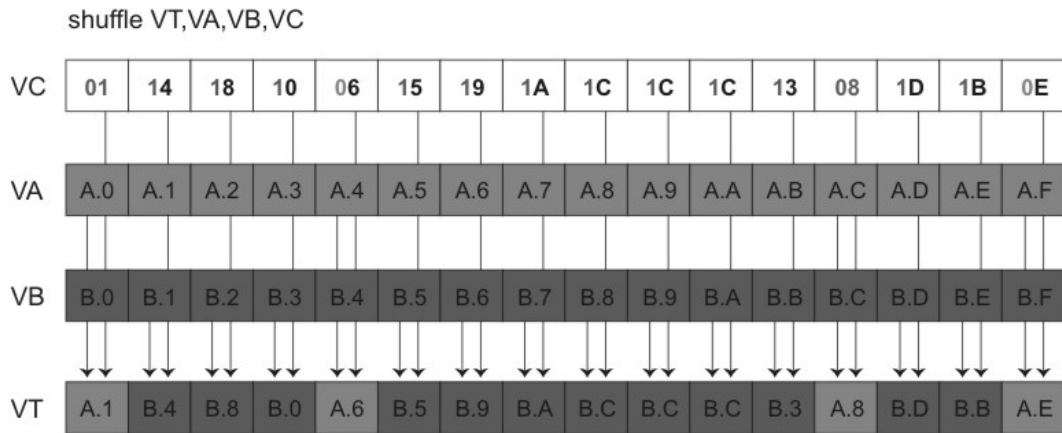 shuffle VT,VA,VB,VC
VC 01 14 18 10 06 15 19 1A 1C 1C 1C 13 08 1D 1B 0E
VA A.0 A.1 A.2 A.3 A.4 A.5 A.6 A.7 A.8 A.9 A.A A.B A.C A.D A.E A.F
VB B.0 B.1 B.2 B.3 B.4 B.5 B.6 B.7 B.8 B.9 B.A B.B B.C B.D B.E B.F
VT A.1 B.4 B.8 B.0 A.6 B.5 B.9 B.A B.C B.C B.C B.3 A.8 B.D B.B A.E